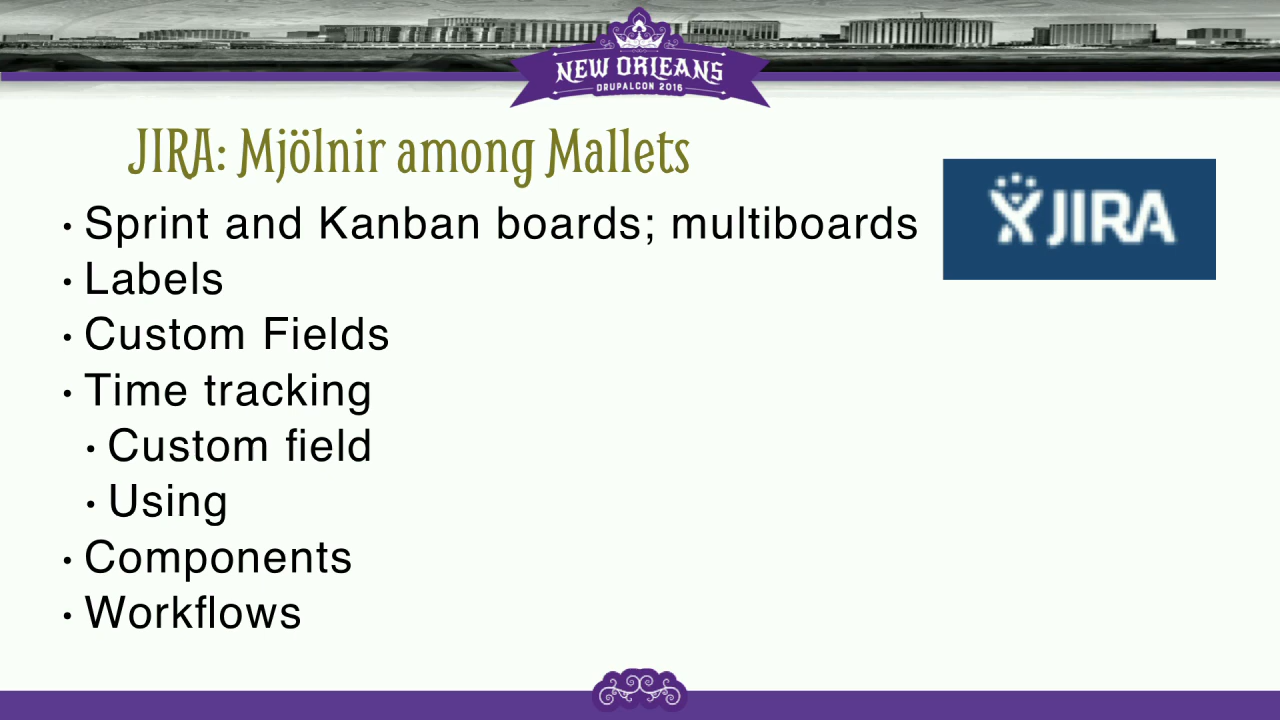 NEW ORLEANS
DRUPALCON 2016
JIRA: Mjölnir among Mallets
JIRA
• Sprint and Kanban boards; multiboards
• Labels
• Custom Fields
• Time tracking
• Custom field
• Using
• Components
• Workflows